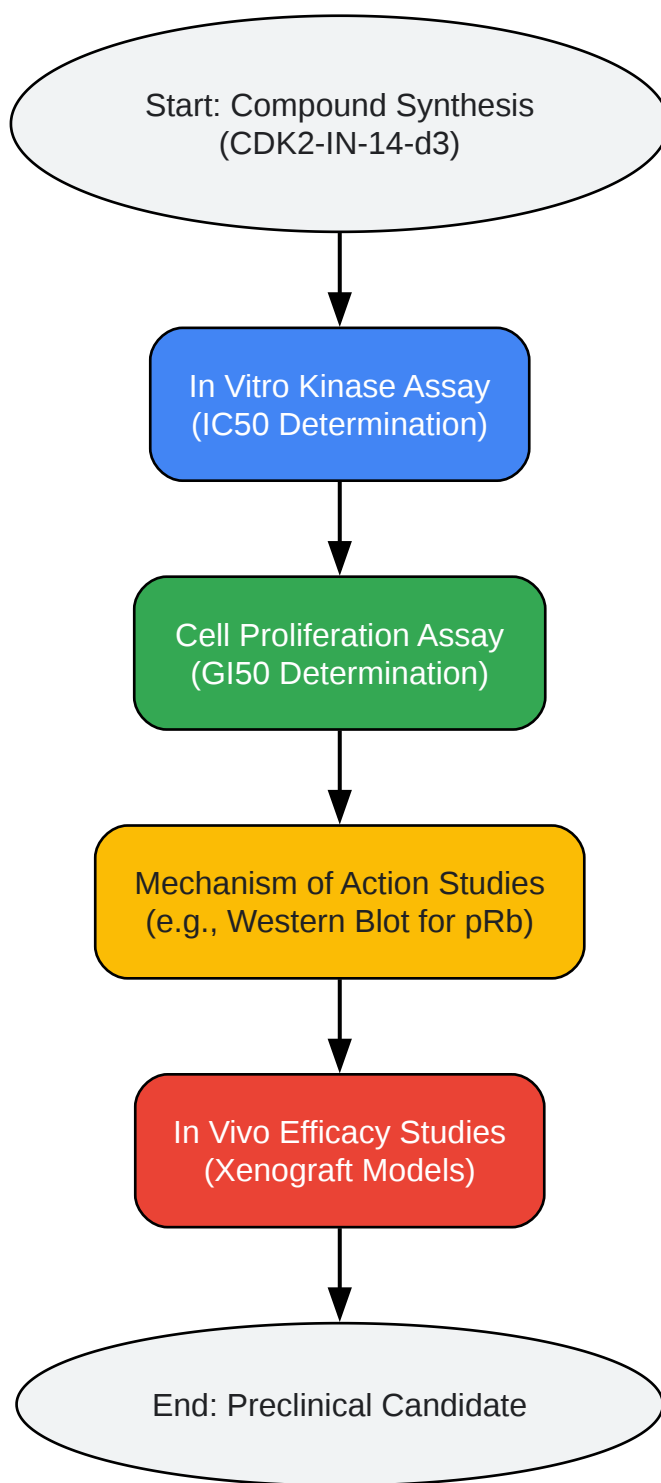 Start: Compound Synthesis
(CDK2-IN-14-d3)
In Vitro Kinase Assay
(IC50 Determination)
Cell Proliferation Assay
(GI50 Determination)
Mechanism of Action Studies
(e.g., Western Blot for pRb)
In Vivo Efficacy Studies
(Xenograft Models)
End: Preclinical Candidate